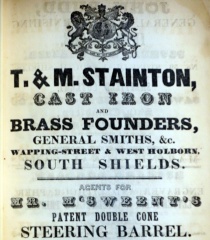 T. & M. STAINTON,
CAST IRON
AND
BRASS FOUNDERS,
GENERAL SMITHS, &c.
WAPPING-STREET & WEST HOLBORN,
SOUTH SHIELDS.
AGENTS FOR
MR. McSWEENY'S
PATENT DOUBLE CONE
STEERING BARREL.